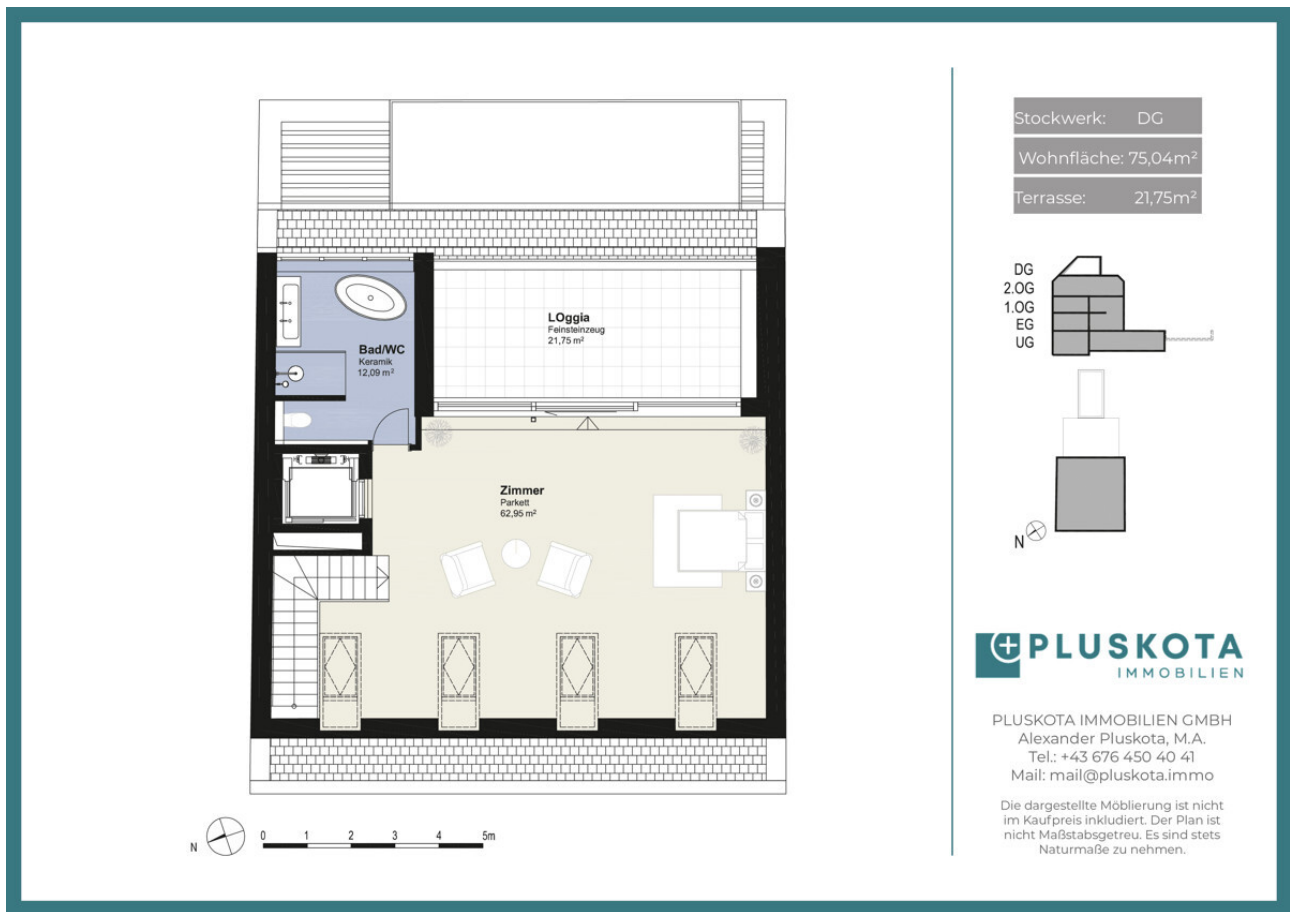 LOggia
Feinsteinzeug
21,75 m²
Bad/WC
Keramik
12,09 m²
Zimmer
Parkett
62,95 m²
N
0 1 2 3 4 5m
Stockwerk: DG
Wohnfläche: 75,04m²
Terrasse: 21,75m²
DG
2.OG
1.OG
EG
UG
N
PLUSKOTA
IMMOBILIEN
PLUSKOTA IMMOBILIEN GMBH
Alexander Pluskota, M.A.
Tel.: +43 676 450 40 41
Mail: mail@pluskota.immo
Die dargestellte Möblierung ist nicht
im Kaufpreis inkludiert. Der Plan ist
nicht Maßstabsgetreu. Es sind stets
Naturmaße zu nehmen.